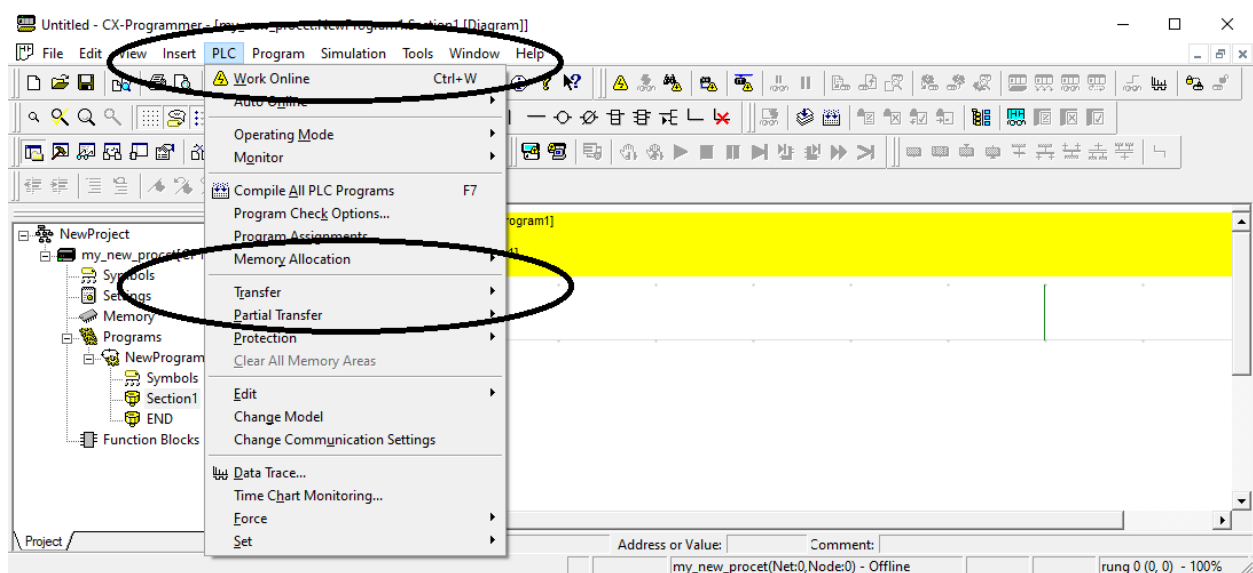 Untitled - CX-Programmer - [my_new_procet.NewProgram1.Section1 [Diagram]]
File Edit View Insert PLC Program Simulation Tools Window Help
Work Online Ctrl+W
Auto Online
Operating Mode
Monitor
Compile All PLC Programs F7
Program Check Options...
Program Assignments
Memory Allocation
Transfer
Partial Transfer
Protection
Clear All Memory Areas
Edit
Change Model
Change Communication Settings
Data Trace...
Time Chart Monitoring...
Force
Set
rogram1]
NewProject
my_new_procet[CP1
Symbols
Settings
Memory
Programs
NewProgram
Symbols
Section1
END
Function Blocks
Project
Address or Value: Comment:
my_new_procet(Net:0,Node:0) - Offline rung 0 (0, 0) - 100%